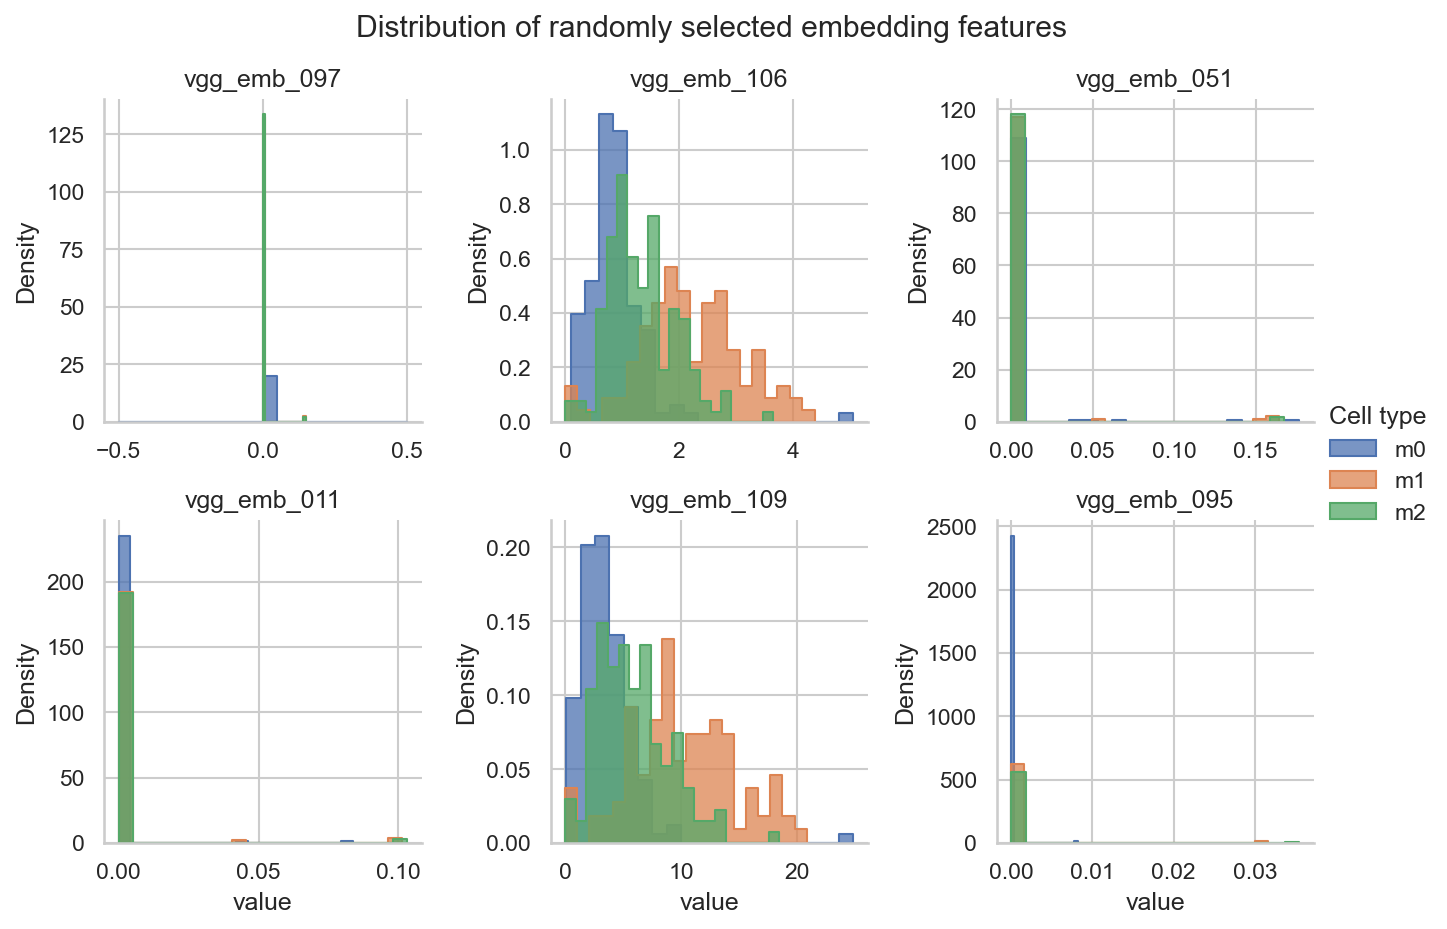 Distribution of randomly selected embedding features
vgg_emb_097
vgg_emb_106
vgg_emb_051
Density
125
100
75
50
25
0
−0.5
0.0
0.5
Density
1.0
0.8
0.6
0.4
0.2
0.0
0
2
4
Density
120
100
80
60
40
20
0
0.00
0.05
0.10
0.15
Cell type
m0
m1
m2
vgg_emb_011
vgg_emb_109
vgg_emb_095
Density
200
150
100
50
0
0.00
0.05
0.10
value
Density
0.20
0.15
0.10
0.05
0.00
0
10
20
value
Density
2500
2000
1500
1000
500
0
0.00
0.01
0.02
0.03
value